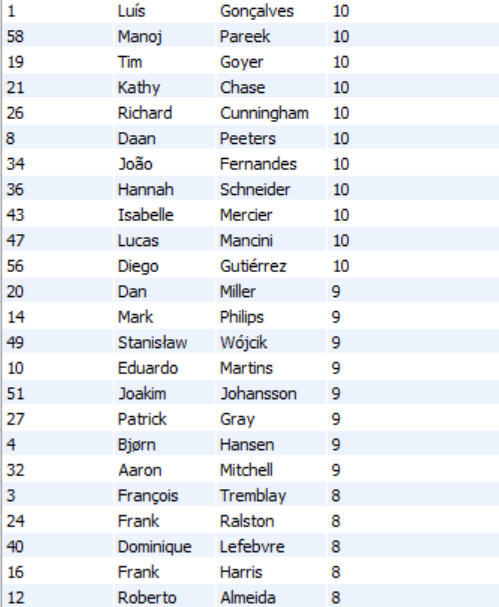 1 Luís Gonçalves 10
58 Manoj Pareek 10
19 Tim Goyer 10
21 Kathy Chase 10
26 Richard Cunningham 10
8 Daan Peeters 10
34 João Fernandes 10
36 Hannah Schneider 10
43 Isabelle Mercier 10
47 Lucas Mancini 10
56 Diego Gutiérrez 10
20 Dan Miller 9
14 Mark Philips 9
49 Stanisław Wójcik 9
10 Eduardo Martins 9
51 Joakim Johansson 9
27 Patrick Gray 9
4 Bjørn Hansen 9
32 Aaron Mitchell 9
3 François Tremblay 8
24 Frank Ralston 8
40 Dominique Lefebvre 8
16 Frank Harris 8
12 Roberto Almeida 8